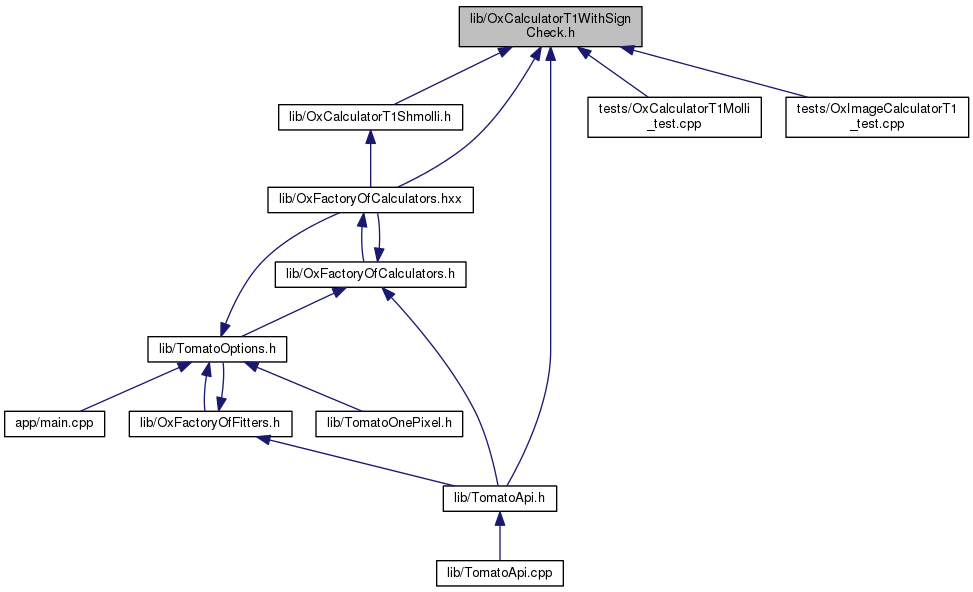 lib/OxCalculatorT1WithSign
Check.h
lib/OxCalculatorT1Shmolli.h
tests/OxCalculatorT1Molli
_test.cpp
tests/OxImageCalculatorT1
_test.cpp
lib/OxFactoryOfCalculators.hxx
lib/OxFactoryOfCalculators.h
lib/TomatoOptions.h
app/main.cpp
lib/OxFactoryOfFitters.h
lib/TomatoOnePixel.h
lib/TomatoApi.h
lib/TomatoApi.cpp